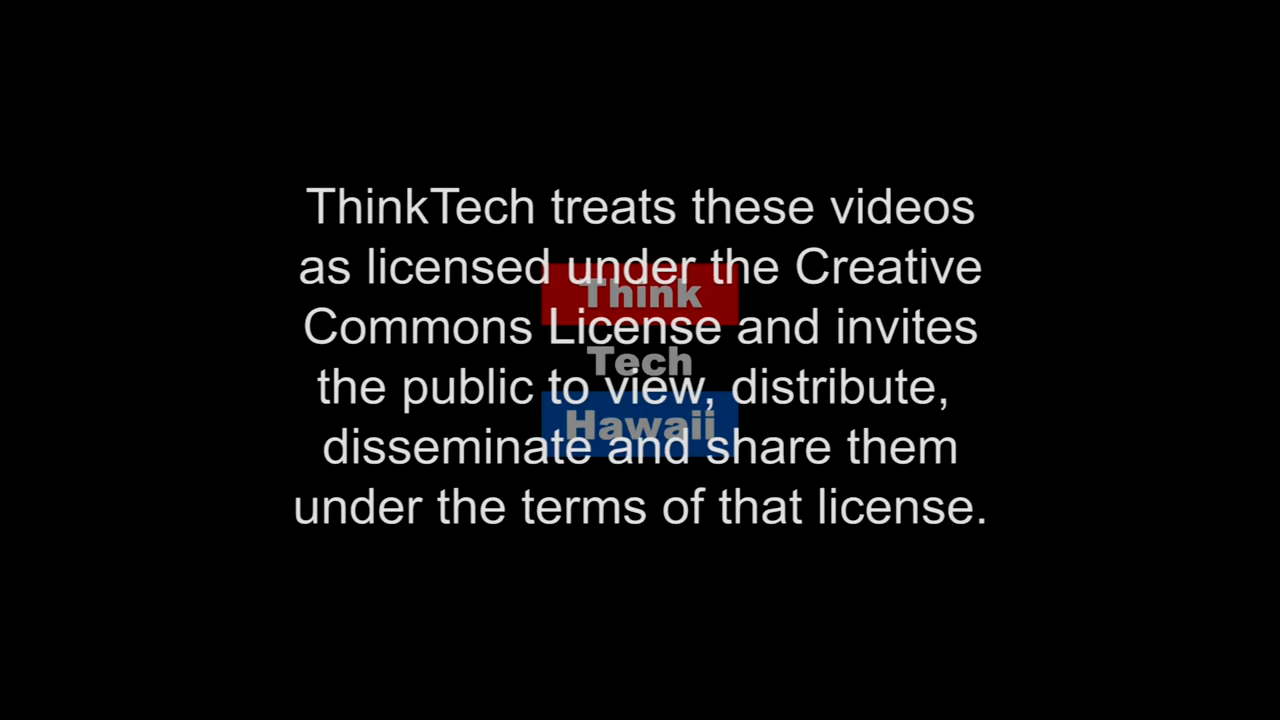 ThinkTech treats these videos
as licensed under the Creative
Commons License and invites
the public to view, distribute,
disseminate and share them
under the terms of that license.
Think
Tech
Hawaii